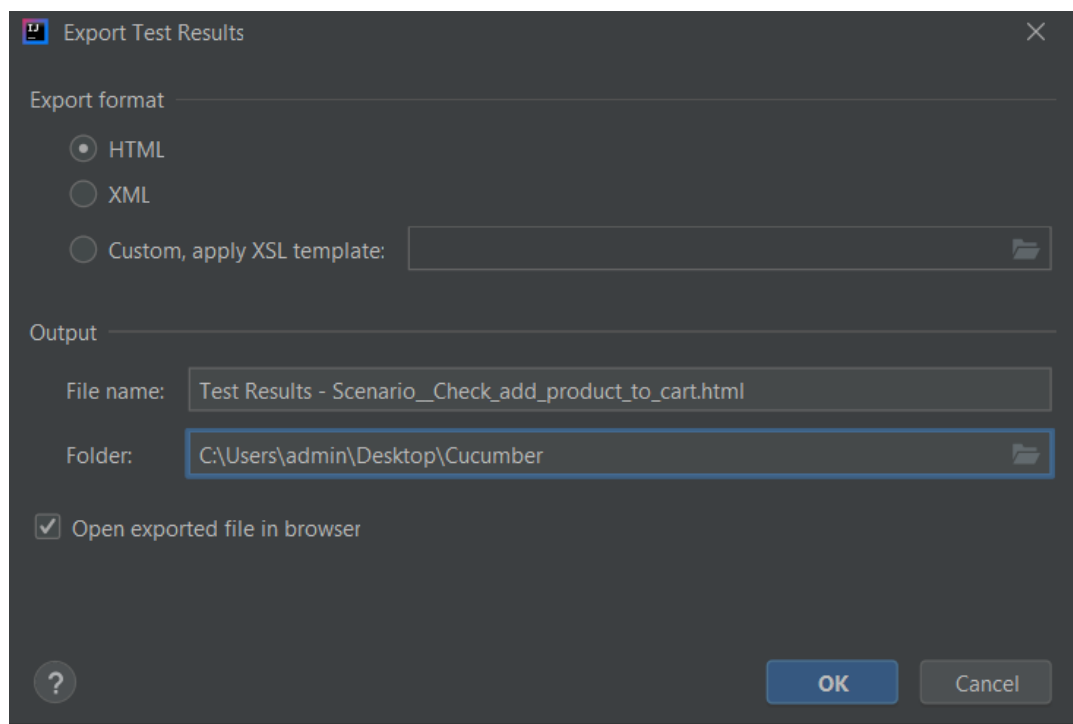 IJ
Export Test Results
Export format
HTML
XML
Custom, apply XSL template:
Output
File name: Test Results - Scenario__Check_add_product_to_cart.html
Folder: C:\Users\admin\Desktop\Cucumber
Open exported file in browser
? OK Cancel